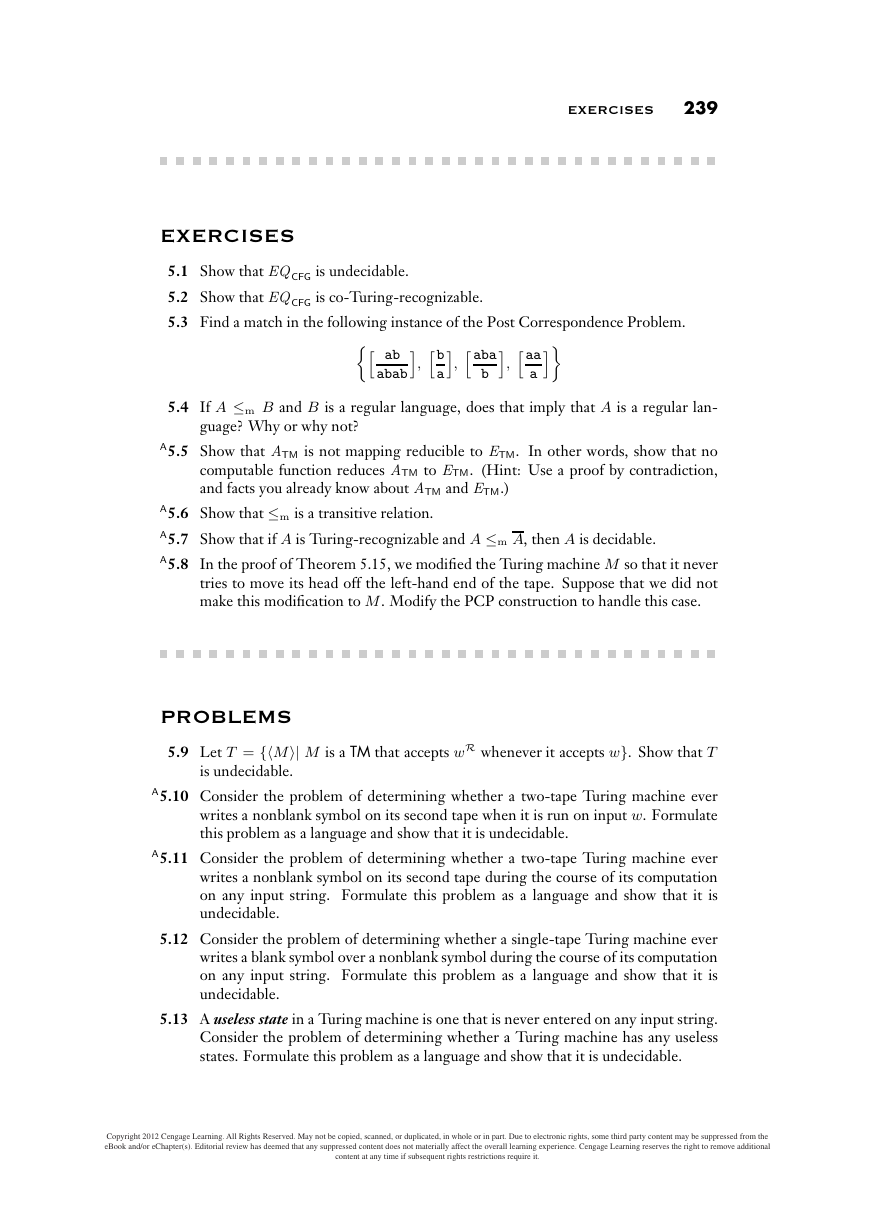 EXERCISES 239
EXERCISES
5.1 Show that EQCFG is undecidable.
5.2 Show that EQCFG is co-Turing-recognizable.
5.3 Find a match in the following instance of the Post Correspondence Problem.
{[ab/abab], [b/a], [aba/b], [aa/a]}
5.4 If A ≤m B and B is a regular language, does that imply that A is a regular lan-
guage? Why or why not?
A5.5 Show that ATM is not mapping reducible to ETM. In other words, show that no
computable function reduces ATM to ETM. (Hint: Use a proof by contradiction,
and facts you already know about ATM and ETM.)
A5.6 Show that ≤m is a transitive relation.
A5.7 Show that if A is Turing-recognizable and A ≤m A̅, then A is decidable.
A5.8 In the proof of Theorem 5.15, we modified the Turing machine M so that it never
tries to move its head off the left-hand end of the tape. Suppose that we did not
make this modification to M. Modify the PCP construction to handle this case.
PROBLEMS
5.9 Let T = {⟨M⟩| M is a TM that accepts wᴿ whenever it accepts w}. Show that T
is undecidable.
A5.10 Consider the problem of determining whether a two-tape Turing machine ever
writes a nonblank symbol on its second tape when it is run on input w. Formulate
this problem as a language and show that it is undecidable.
A5.11 Consider the problem of determining whether a two-tape Turing machine ever
writes a nonblank symbol on its second tape during the course of its computation
on any input string. Formulate this problem as a language and show that it is
undecidable.
5.12 Consider the problem of determining whether a single-tape Turing machine ever
writes a blank symbol over a nonblank symbol during the course of its computation
on any input string. Formulate this problem as a language and show that it is
undecidable.
5.13 A useless state in a Turing machine is one that is never entered on any input string.
Consider the problem of determining whether a Turing machine has any useless
states. Formulate this problem as a language and show that it is undecidable.
Copyright 2012 Cengage Learning. All Rights Reserved. May not be copied, scanned, or duplicated, in whole or in part. Due to electronic rights, some third party content may be suppressed from the
eBook and/or eChapter(s). Editorial review has deemed that any suppressed content does not materially affect the overall learning experience. Cengage Learning reserves the right to remove additional
content at any time if subsequent rights restrictions require it.